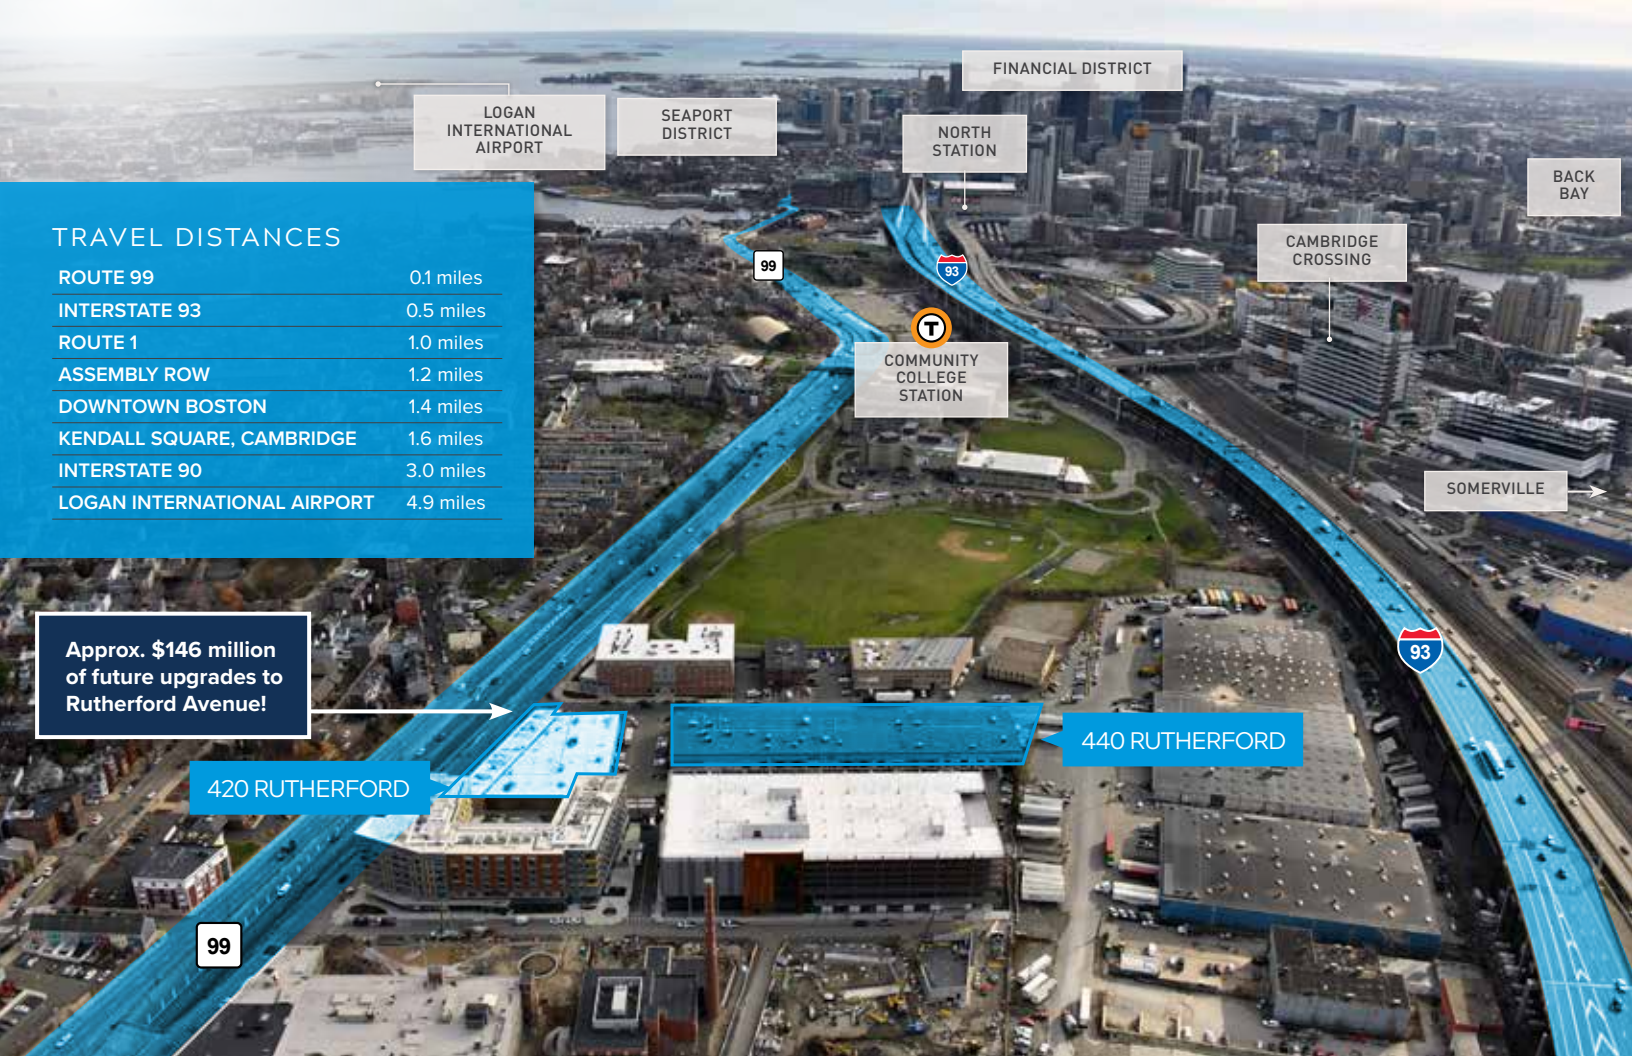 FINANCIAL DISTRICT
LOGAN
INTERNATIONAL
AIRPORT
SEAPORT
DISTRICT
NORTH
STATION
BACK
BAY
CAMBRIDGE
CROSSING
TRAVEL DISTANCES
ROUTE 99 0.1 miles
INTERSTATE 93 0.5 miles
ROUTE 1 1.0 miles
ASSEMBLY ROW 1.2 miles
DOWNTOWN BOSTON 1.4 miles
KENDALL SQUARE, CAMBRIDGE 1.6 miles
INTERSTATE 90 3.0 miles
LOGAN INTERNATIONAL AIRPORT 4.9 miles
99
93
T
COMMUNITY
COLLEGE
STATION
SOMERVILLE
Approx. $146 million
of future upgrades to
Rutherford Avenue!
93
440 RUTHERFORD
420 RUTHERFORD
99